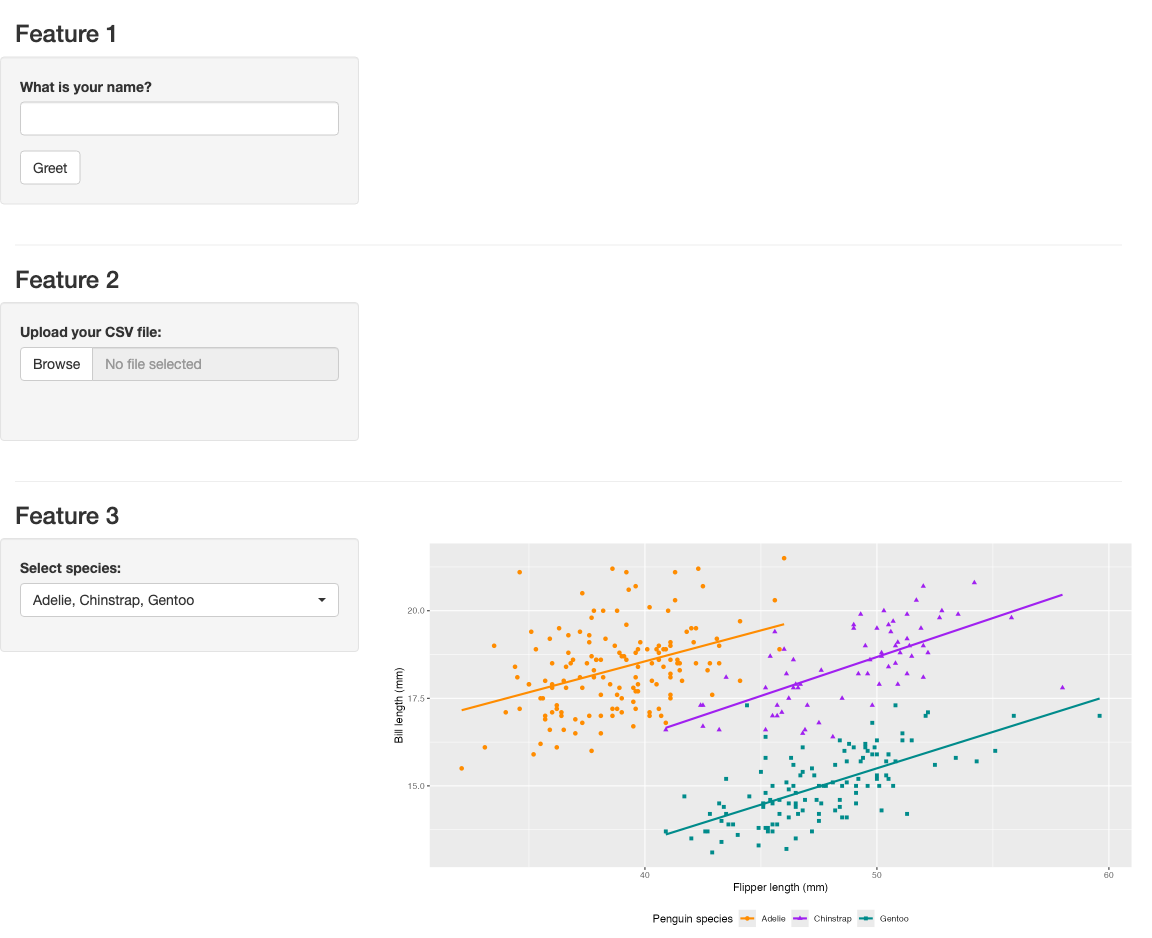 Feature 1
What is your name?
Greet
Feature 2
Upload your CSV file:
Browse No file selected
Feature 3
Select species:
Adelie, Chinstrap, Gentoo
20.0
17.5
15.0
Bill length (mm)
40 50 60
Flipper length (mm)
Penguin species Adelie Chinstrap Gentoo